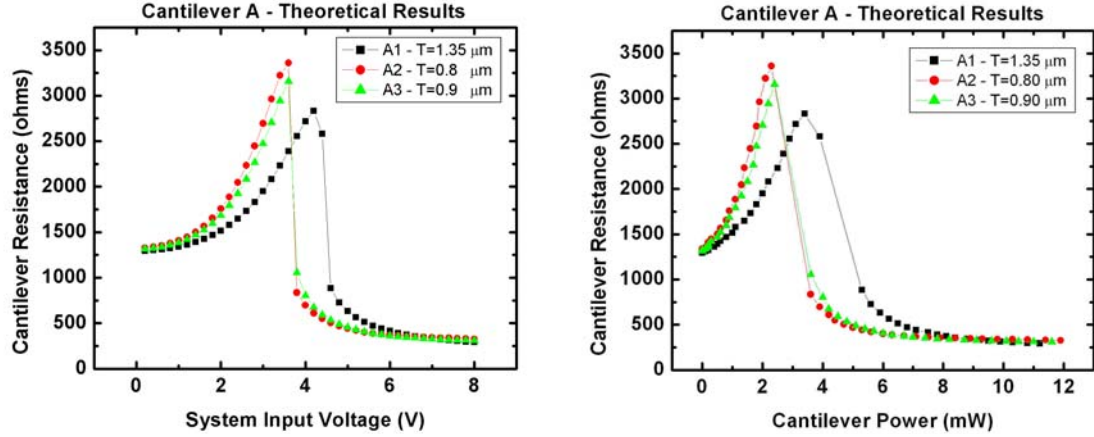 Cantilever A - Theoretical Results
3500
3000
2500
2000
1500
1000
500
0
Cantilever Resistance (ohms)
A1 - T=1.35 μm
A2 - T=0.8 μm
A3 - T=0.9 μm
0 2 4 6 8
System Input Voltage (V)
Cantilever A - Theoretical Results
3500
3000
2500
2000
1500
1000
500
0
Cantilever Resistance (ohms)
A1 - T=1.35 μm
A2 - T=0.80 μm
A3 - T=0.90 μm
0 2 4 6 8 10 12
Cantilever Power (mW)